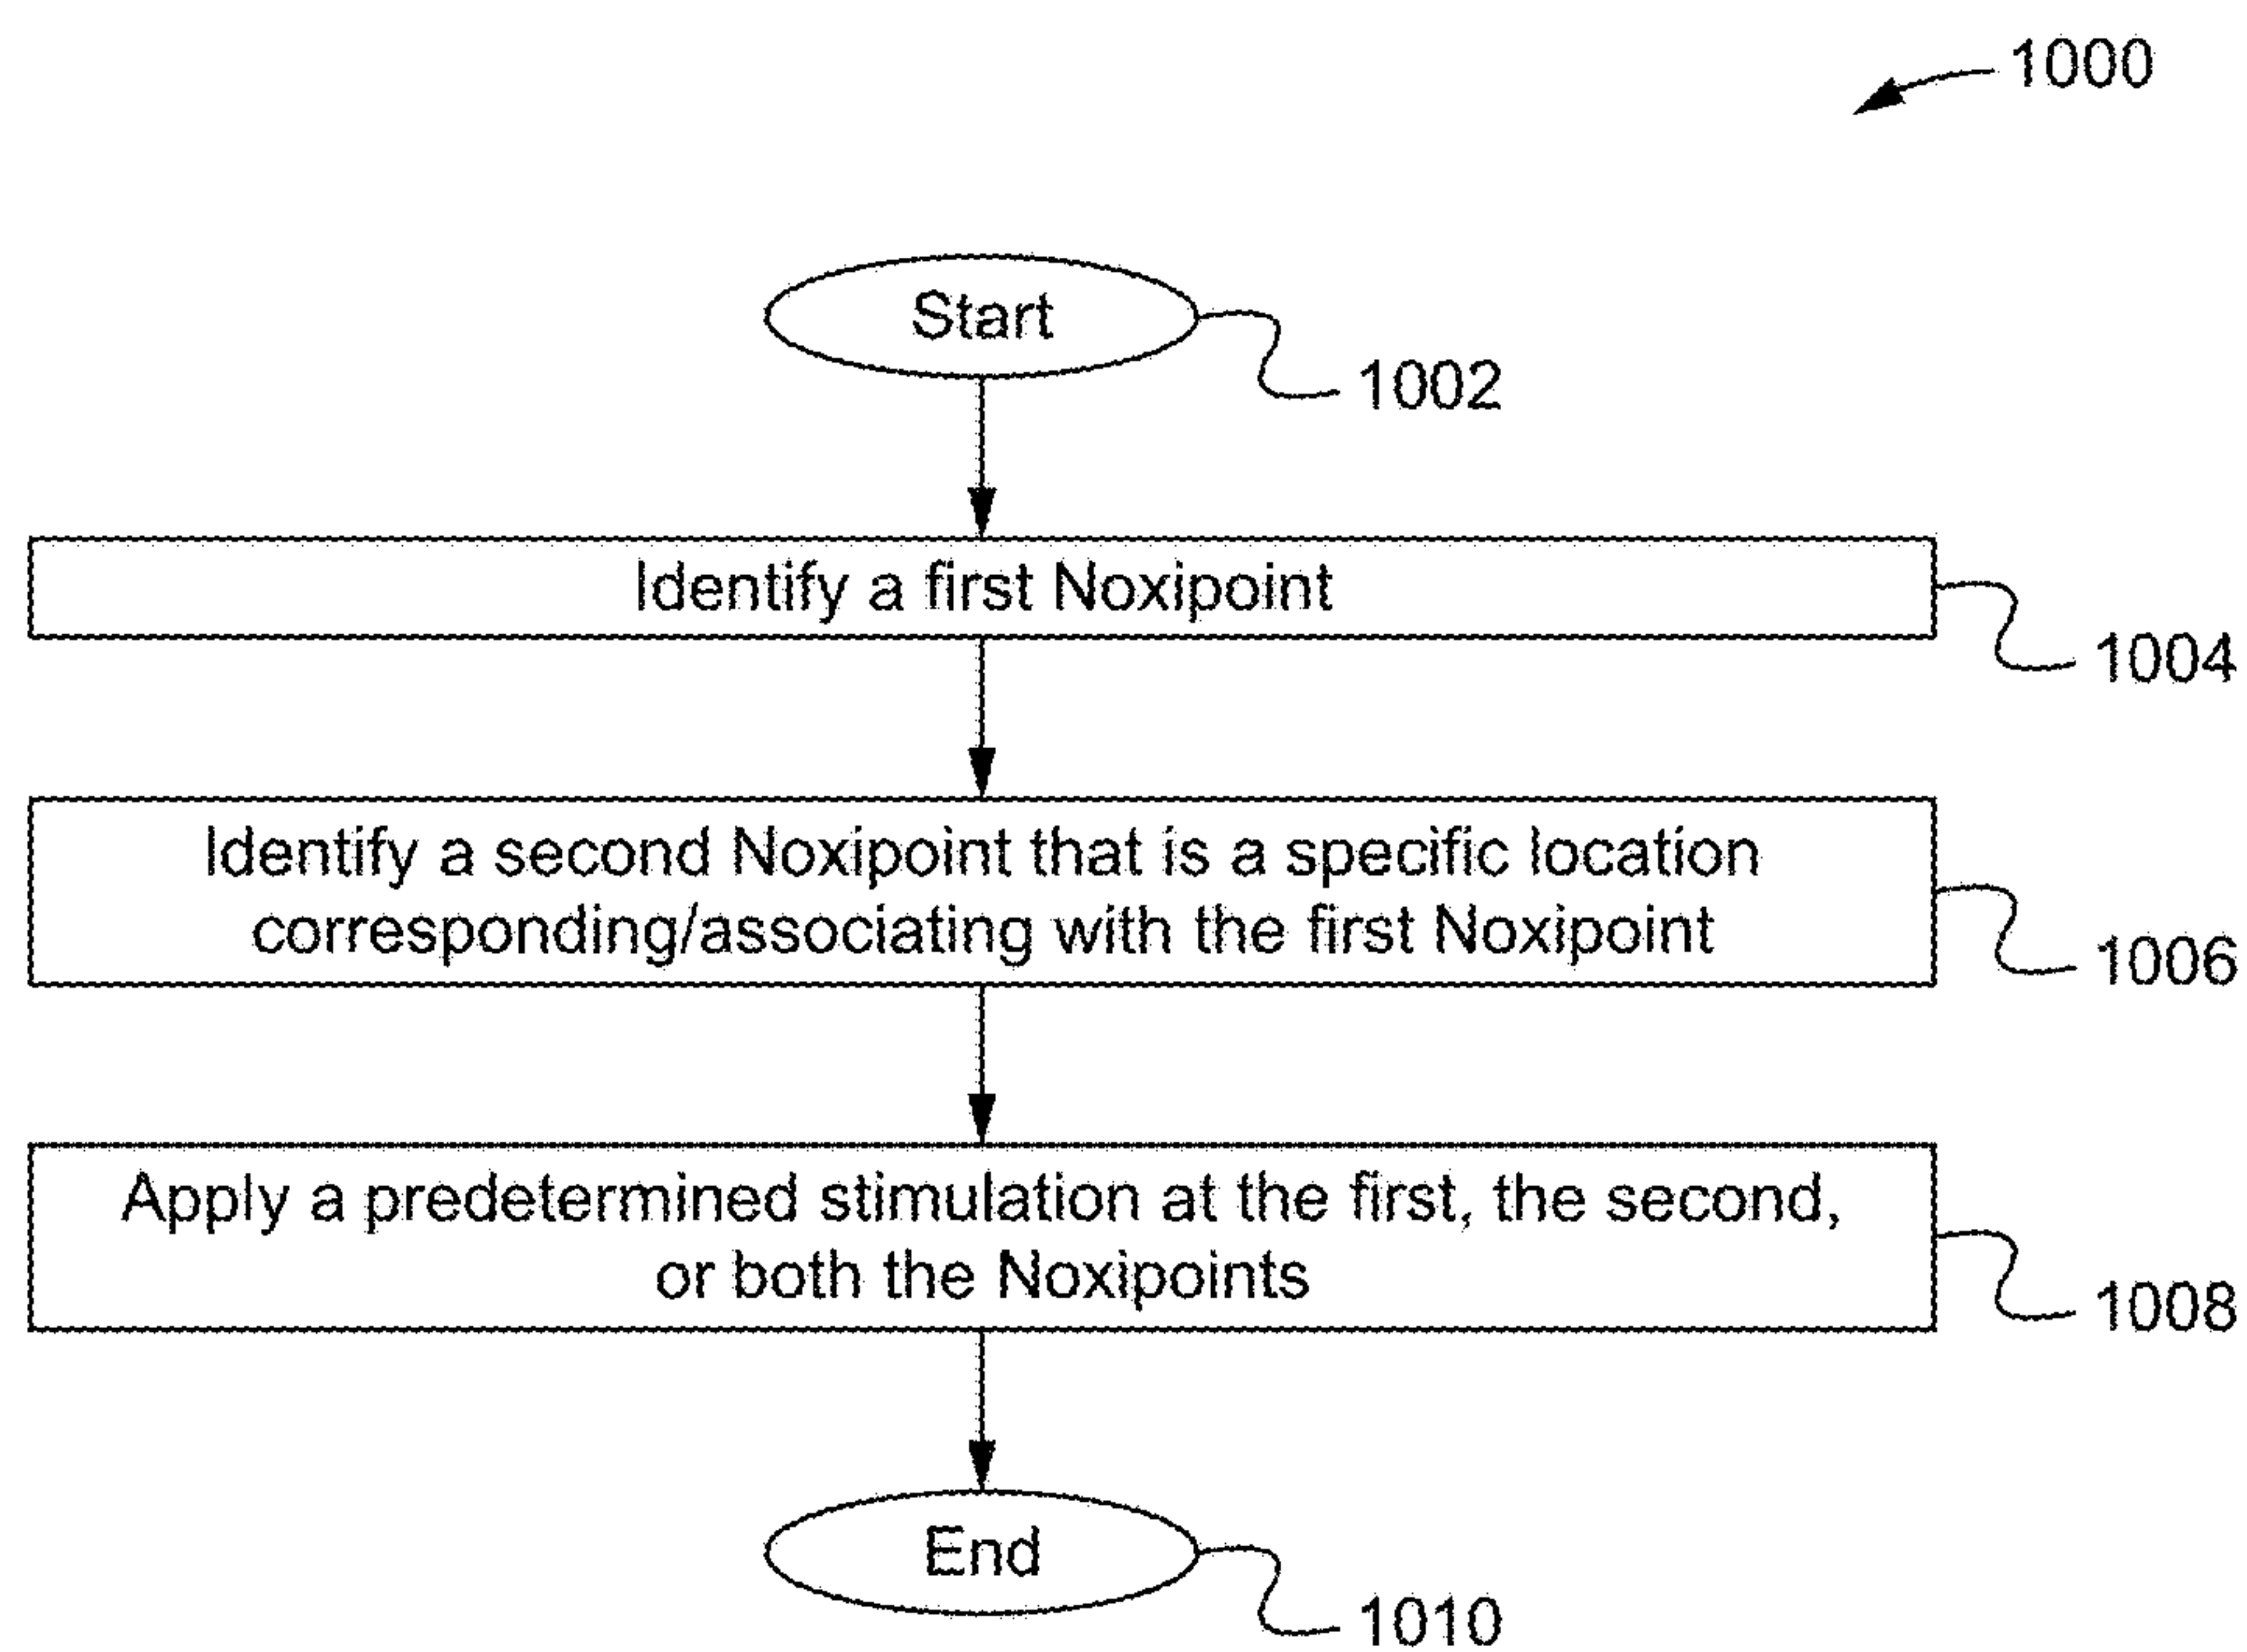 1000
Start
1002
Identify a first Noxipoint
1004
Identify a second Noxipoint that is a specific location
corresponding/associating with the first Noxipoint
1006
Apply a predetermined stimulation at the first, the second,
or both the Noxipoints
1008
End
1010